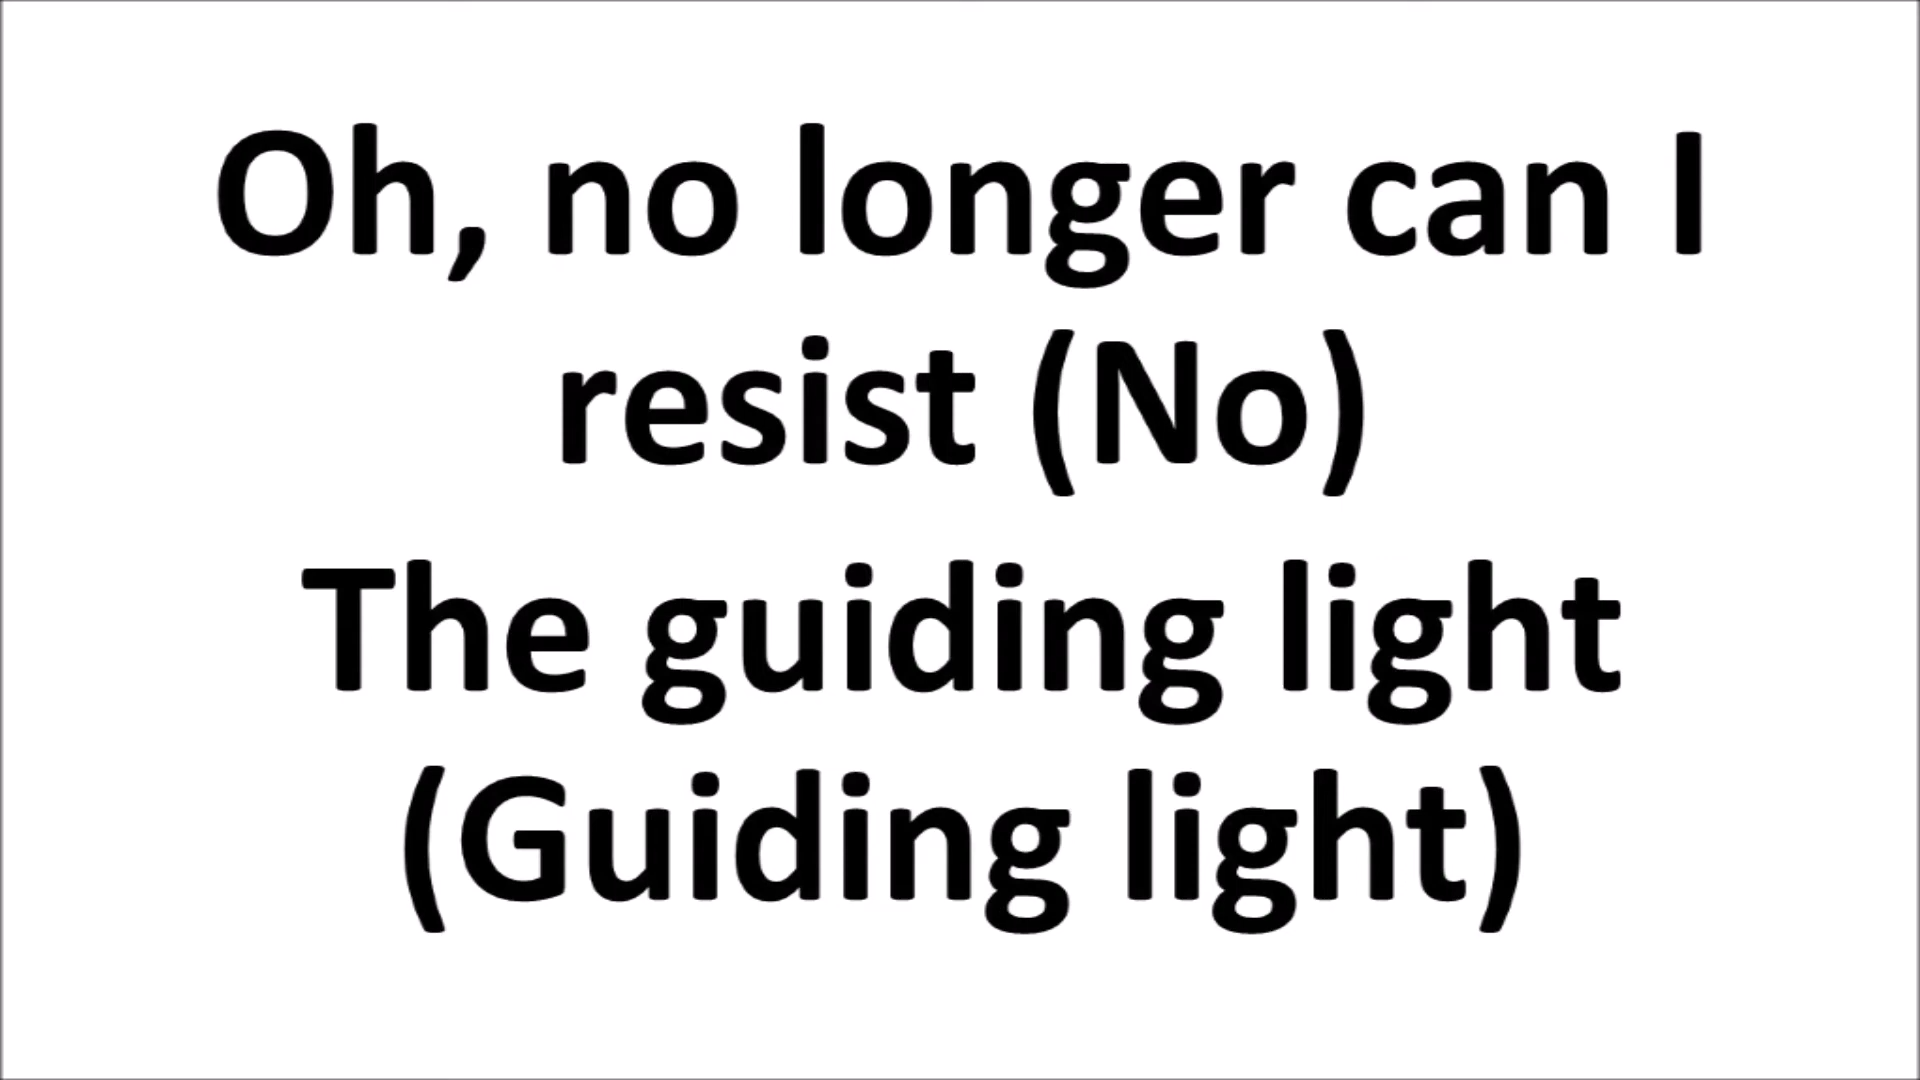 Oh, no longer can I
resist (No)
The guiding light
(Guiding light)